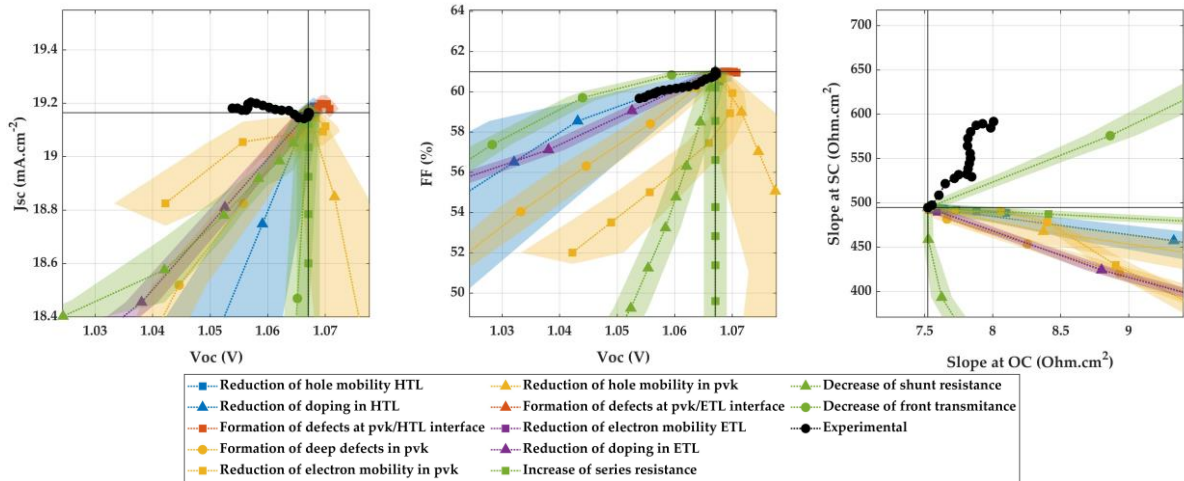 19.4
19.2
19
18.8
18.6
18.4
1.03 1.04 1.05 1.06 1.07
Jsc (mA.cm-2)
Voc (V)
64
62
60
58
56
54
52
50
1.03 1.04 1.05 1.06 1.07
FF (%)
Voc (V)
700
650
600
550
500
450
400
7.5 8 8.5 9
Slope at SC (Ohm.cm2)
Slope at OC (Ohm.cm2)
Reduction of hole mobility HTL
Reduction of doping in HTL
Formation of defects at pvk/HTL interface
Formation of deep defects in pvk
Reduction of electron mobility in pvk
Reduction of hole mobility in pvk
Formation of defects at pvk/ETL interface
Reduction of electron mobility ETL
Reduction of doping in ETL
Increase of series resistance
Decrease of shunt resistance
Decrease of front transmitance
Experimental